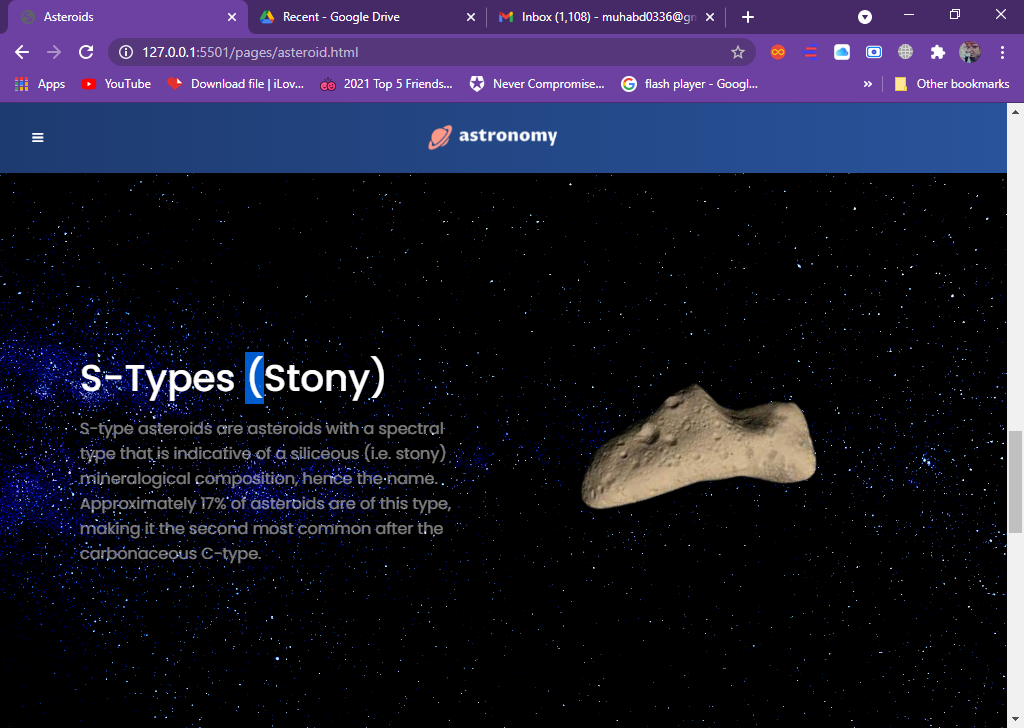 Asteroids
Recent - Google Drive
Inbox (1,108) - muhabd0336@gn
127.0.0.1:5501/pages/asteroid.html
Apps
YouTube
Download file | iLov...
2021 Top 5 Friends...
Never Compromise...
flash player - Googl...
»
Other bookmarks
astronomy
S-Types (Stony)
S-type asteroids are asteroids with a spectral
type that is indicative of a siliceous (i.e. stony)
mineralogical composition, hence the name.
Approximately 17% of asteroids are of this type,
making it the second most common after the
carbonaceous C-type.